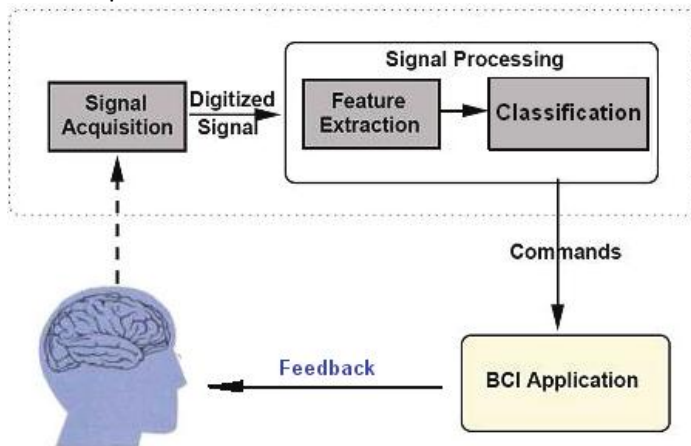 Signal Processing
Signal
Acquisition
Digitized
Signal
Feature
Extraction
Classification
Commands
Feedback
BCI Application